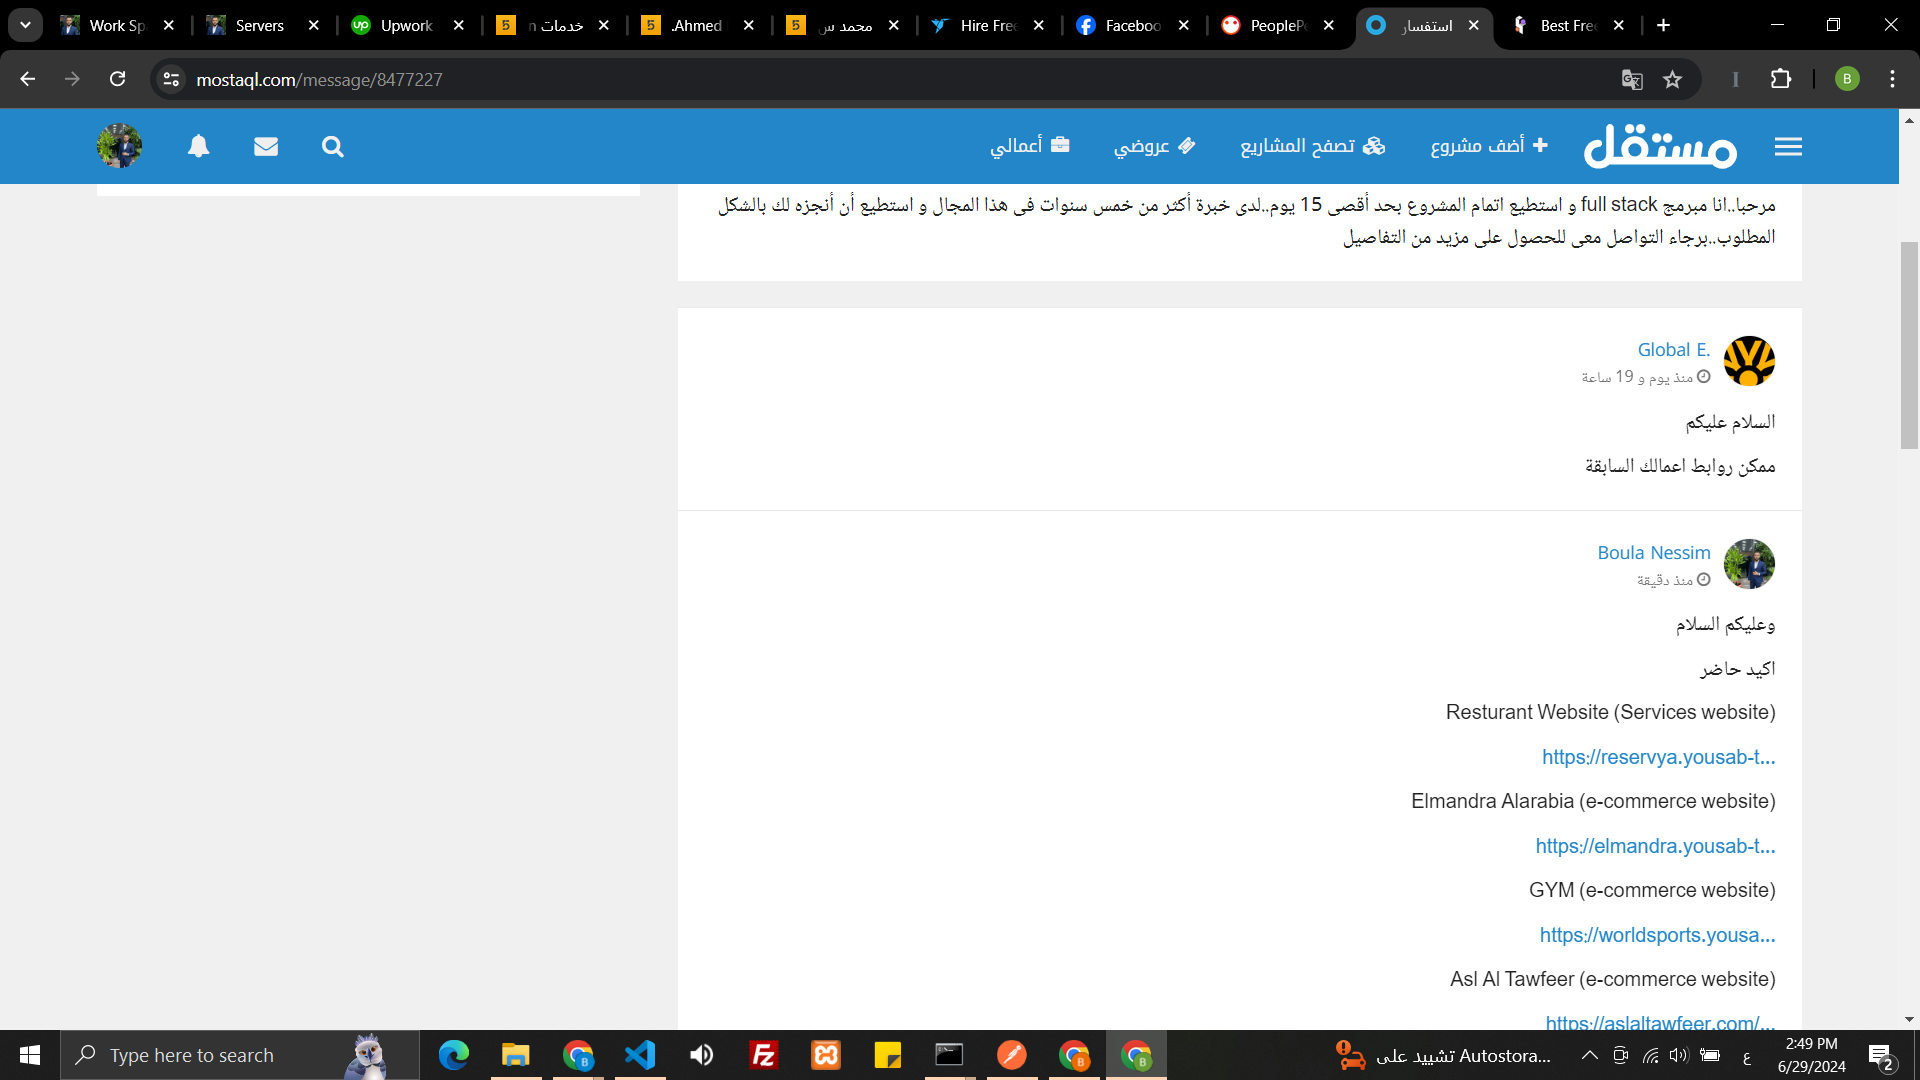 Work Sp
Servers
Upwork
خدمات n
Ahmed.
محمد س
Hire Free
Faceboo
PeoplePe
استفسار
Best Free
mostaql.com/message/8477227
B
مستقل
أضف مشروع
تصفح المشاريع
عروضي
أعمالي
مرحبا..انا مبرمج full stack و استطيع اتمام المشروع بحد أقصى 15 يوم..لدى خبرة أكثر من خمس سنوات فى هذا المجال و استطيع أن أنجزه لك بالشكل
المطلوب..برجاء التواصل معى للحصول على مزيد من التفاصيل
Global E.
منذ يوم و 19 ساعة
السلام عليكم
ممكن روابط اعمالك السابقة
Boula Nessim
منذ دقيقة
وعليكم السلام
اكيد حاضر
Resturant Website (Services website)
https://reservya.yousab-t...
Elmandra Alarabia (e-commerce website)
https://elmandra.yousab-t...
GYM (e-commerce website)
https://worldsports.yousa...
Asl Al Tawfeer (e-commerce website)
https://aslaltawfeer.com/...
Type here to search
تشييد على Autostora...
ع
2:49 PM
6/29/2024
2